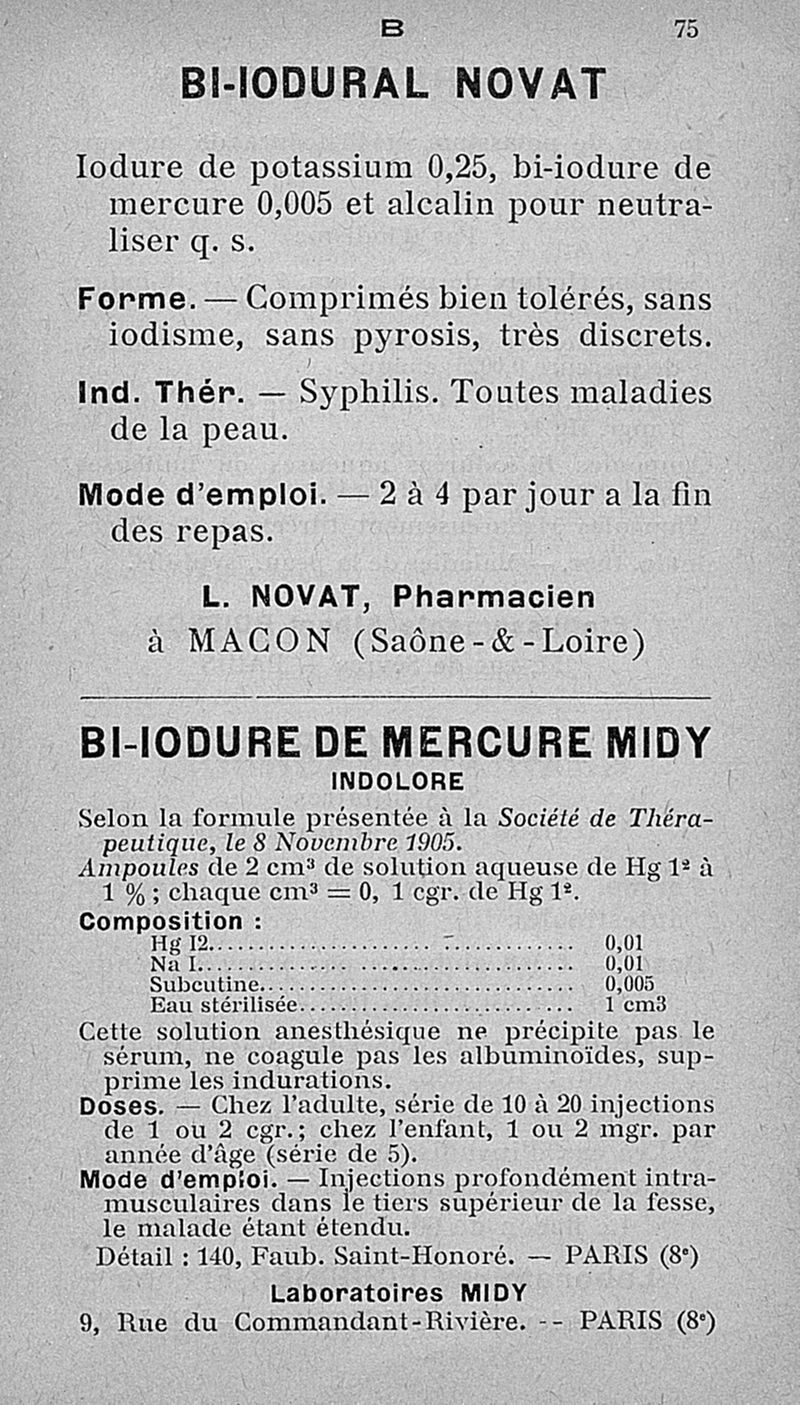 B 75
BI-IODURAL NOVAT
Iodure de potassium 0,25, bi-iodure de
mercure 0,005 et alcalin pour neutra-
liser q. s.
Forme. — Comprimés bien tolérés, sans
iodisme, sans pyrosis, très discrets.
Ind. Thér. — Syphilis. Toutes maladies
de la peau.
Mode d'emploi. — 2 à 4 par jour a la fin
des repas.
L. NOVAT, Pharmacien
à MACON (Saône-&-Loire)
BI-IODURE DE MERCURE MIDY
INDOLORE
Selon la formule présentée à la Société de Théra-
peutique, le 8 Novembre 1905.
Ampoules de 2 cm³ de solution aqueuse de Hg I² à
1 % ; chaque cm³ = 0, 1 cgr. de Hg I².
Composition :
Hg I2........................................ 0,01
Na I........................................ 0,01
Subcutine................................ 0,005
Eau stérilisée............................ 1 cm3
Cette solution anesthésique ne précipite pas le
sérum, ne coagule pas les albuminoïdes, sup-
prime les indurations.
Doses. — Chez l'adulte, série de 10 à 20 injections
de 1 ou 2 cgr.; chez l'enfant, 1 ou 2 mgr. par
année d'âge (série de 5).
Mode d'emploi. — Injections profondément intra-
musculaires dans le tiers supérieur de la fesse,
le malade étant étendu.
Détail : 140, Faub. Saint-Honoré. — PARIS (8e)
Laboratoires MIDY
9, Rue du Commandant-Rivière. -- PARIS (8e)